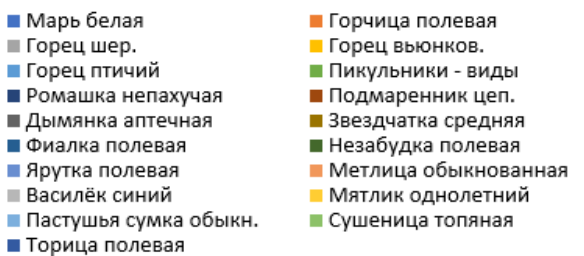 Марь белая
Горчица полевая
Горец шер.
Горец вьюнков.
Горец птичий
Пикульники - виды
Ромашка непахучая
Подмаренник цеп.
Дымянка аптечная
Звездчатка средняя
Фиалка полевая
Незабудка полевая
Ярутка полевая
Метлица обыкнованная
Василёк синий
Мятлик однолетний
Пастушья сумка обыкн.
Сушеница топяная
Торица полевая